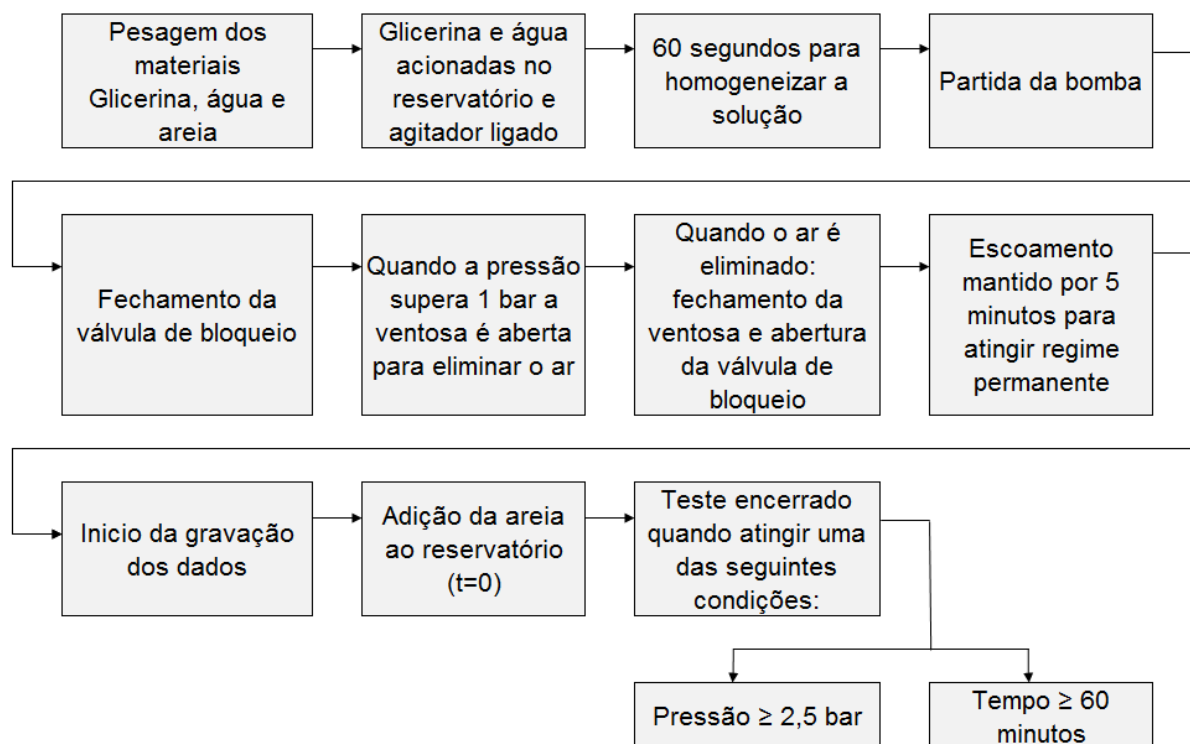 Pesagem dos
materiais
Glicerina, água e
areia
Glicerina e água
acionadas no
reservatório e
agitador ligado
60 segundos para
homogeneizar a
solução
Partida da bomba
Fechamento da
válvula de bloqueio
Quando a pressão
supera 1 bar a
ventosa é aberta
para eliminar o ar
Quando o ar é
eliminado:
fechamento da
ventosa e abertura
da válvula de
bloqueio
Escoamento
mantido por 5
minutos para
atingir regime
permanente
Inicio da gravação
dos dados
Adição da areia
ao reservatório
(t=0)
Teste encerrado
quando atingir uma
das seguintes
condições:
Pressão ≥ 2,5 bar
Tempo ≥ 60
minutos